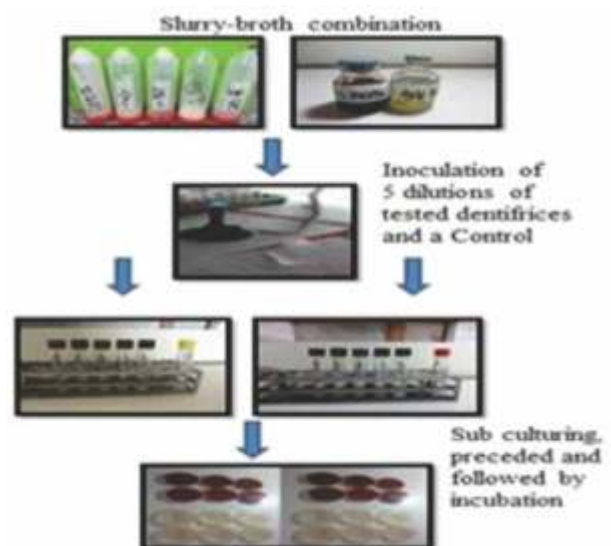 Slurry-broth combination
Inoculation of
5 dilutions of
tested dentifrices
and a Control
Sub culturing,
preceded and
followed by
incubation